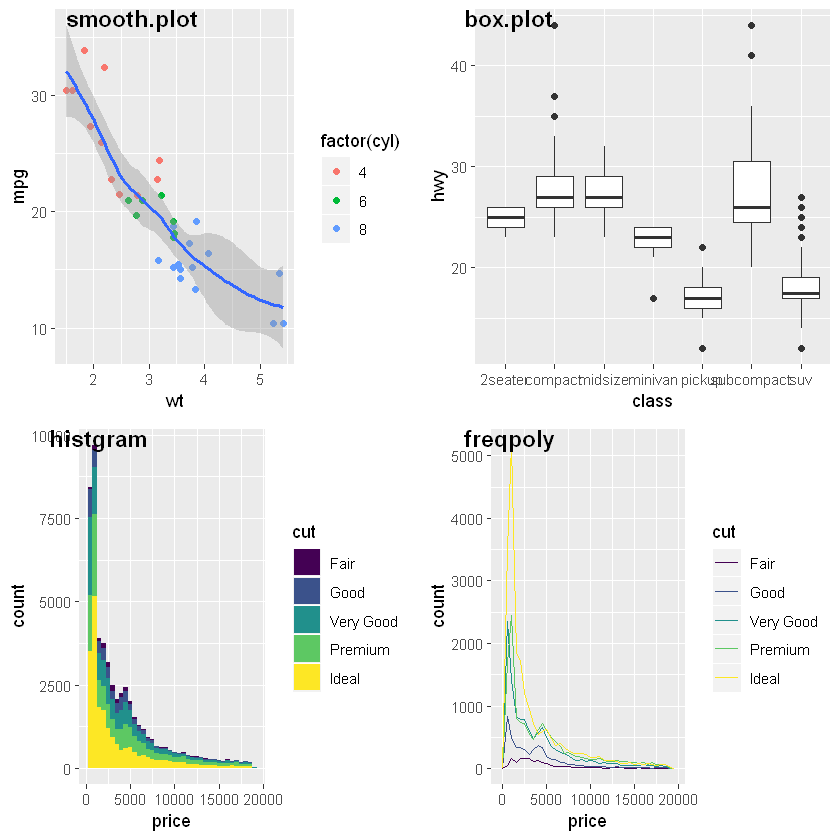 smooth.plot
mpg
30
20
10
2
3
4
5
wt
factor(cyl)
4
6
8
box.plot
hwy
40
30
20
2seater
compact
midsize
minivan
pickup
subcompact
suv
class
histgram
count
10000
7500
5000
2500
0
0
5000
10000
15000
20000
price
cut
Fair
Good
Very Good
Premium
Ideal
freqpoly
count
5000
4000
3000
2000
1000
0
0
5000
10000
15000
20000
price
cut
Fair
Good
Very Good
Premium
Ideal